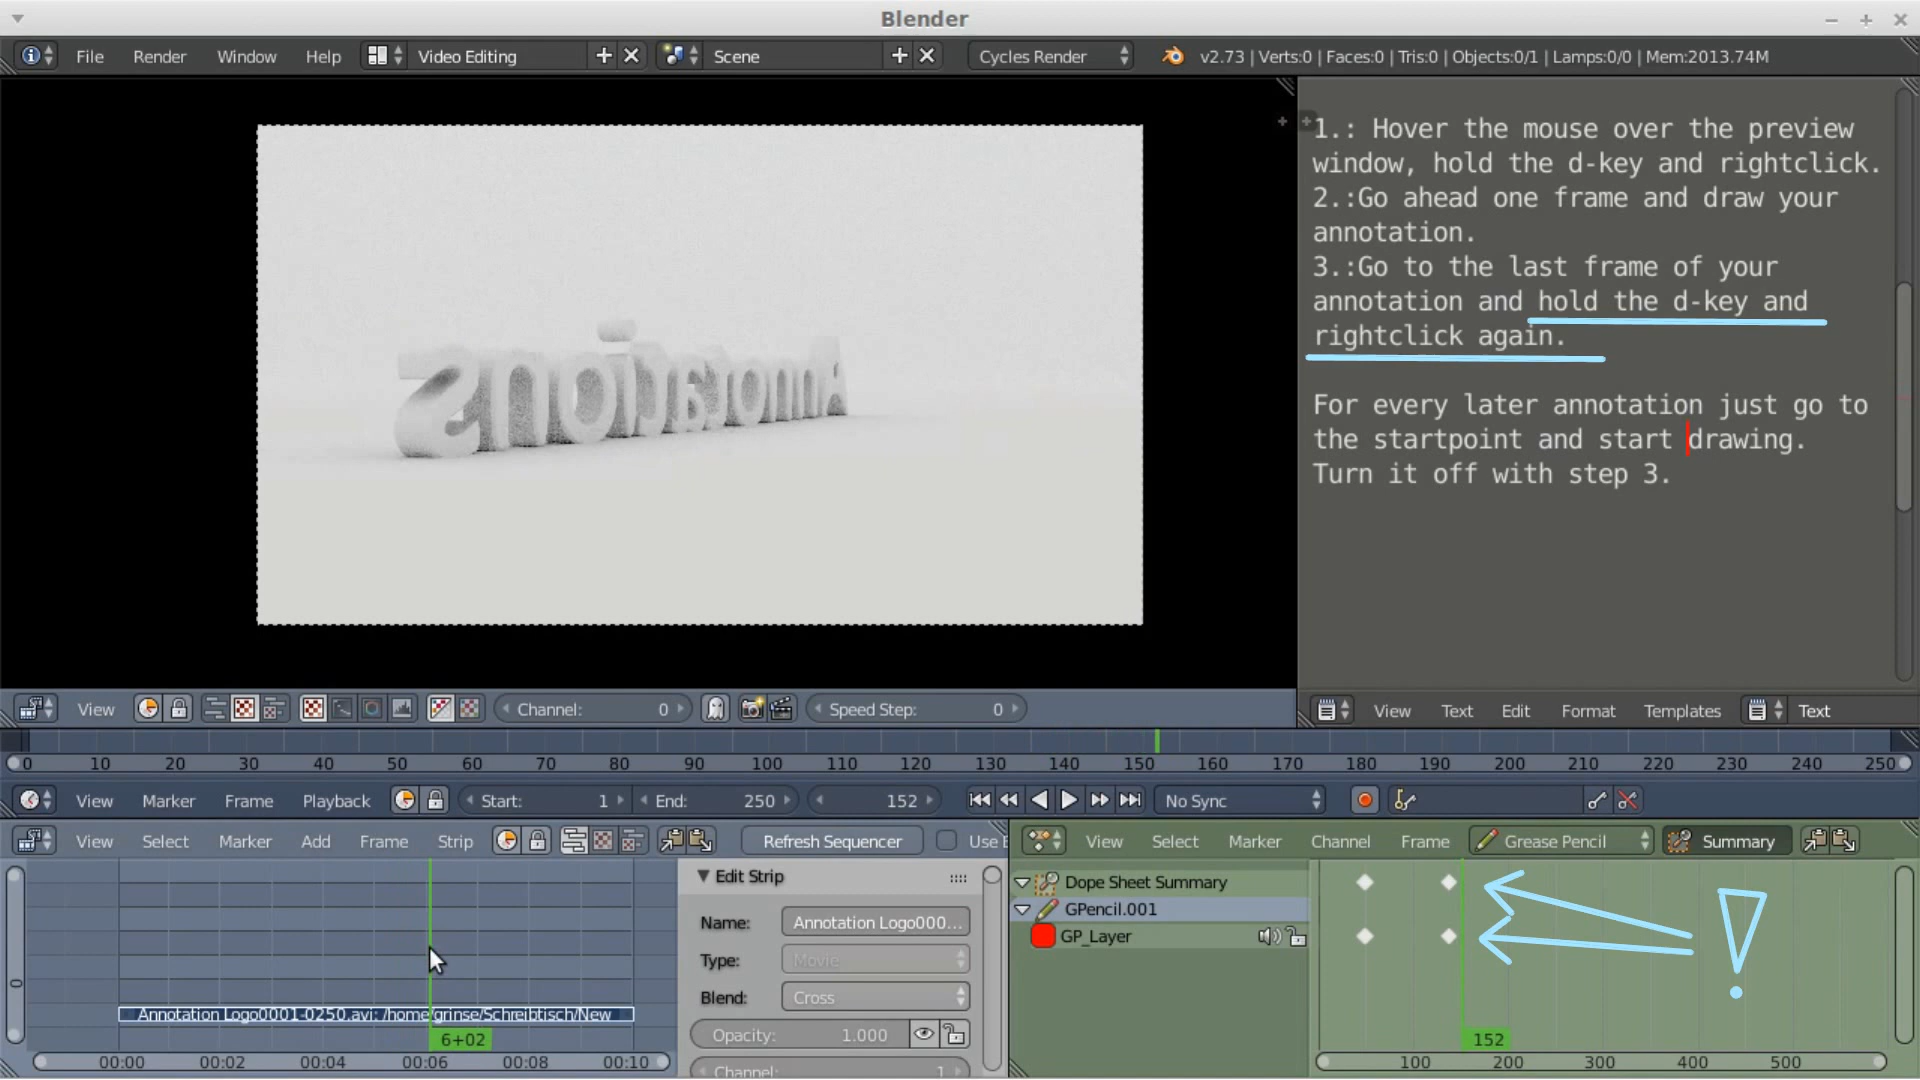 Blender
File Render Window Help Video Editing Scene Cycles Render v2.73 | Verts:0 | Faces:0 | Tris:0 | Objects:0/1 | Lamps:0/0 | Mem:2013.74M
Annotations
1.: Hover the mouse over the preview
window, hold the d-key and rightclick.
2.:Go ahead one frame and draw your
annotation.
3.:Go to the last frame of your
annotation and hold the d-key and
rightclick again.
For every later annotation just go to
the startpoint and start drawing.
Turn it off with step 3.
View Channel: 0 Speed Step: 0
View Text Edit Format Templates Text
0 10 20 30 40 50 60 70 80 90 100 110 120 130 140 150 160 170 180 190 200 210 220 230 240 250
View Marker Frame Playback Start: 1 End: 250 152 No Sync
View Select Marker Add Frame Strip Refresh Sequencer Use
Annotation Logo0001-0250.avi: /home/grinse/Schreibtisch/New
6+02
00:00 00:02 00:04 00:06 00:08 00:10
Edit Strip
Name: Annotation Logo000...
Type: Movie
Blend: Cross
Opacity: 1.000
Channel: 1
View Select Marker Channel Frame Grease Pencil Summary
Dope Sheet Summary
GPencil.001
GP_Layer
!
152
100 200 300 400 500